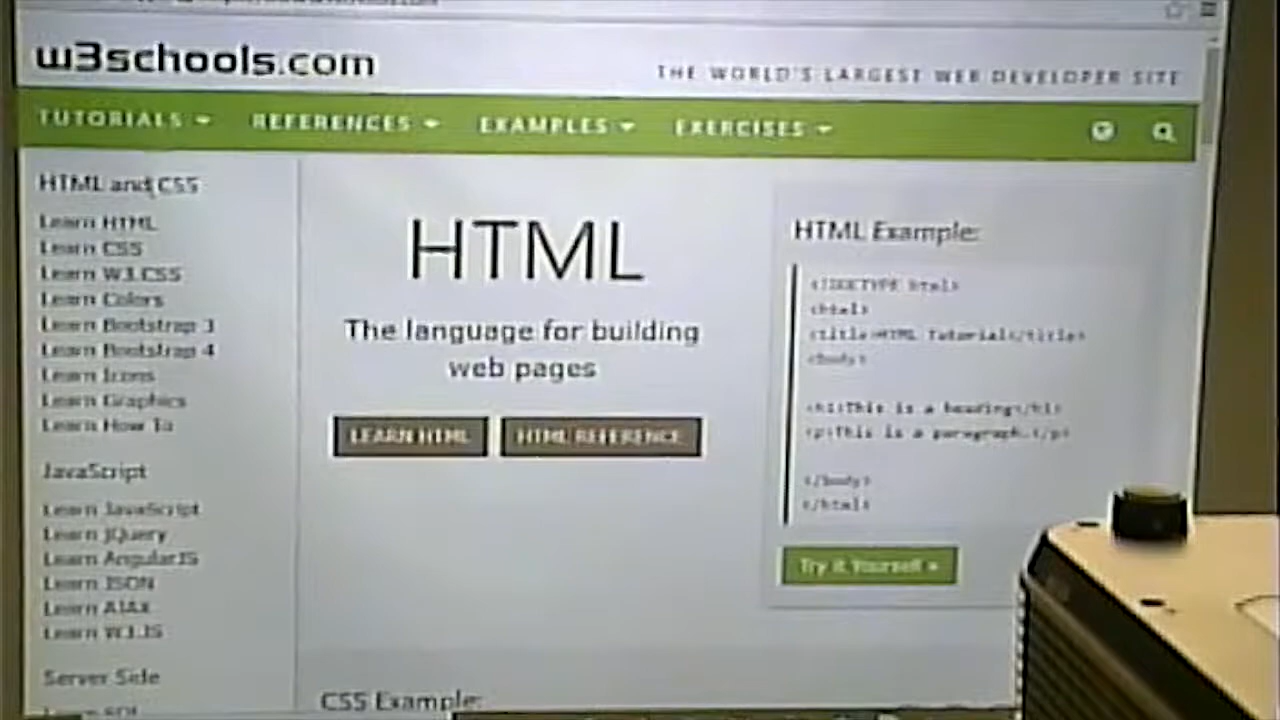 w3schools.com
THE WORLD'S LARGEST WEB DEVELOPER SITE
TUTORIALS REFERENCES EXAMPLES EXERCISES
HTML and CSS
Learn HTML
Learn CSS
Learn W3.CSS
Learn Colors
Learn Bootstrap 3
Learn Bootstrap 4
Learn Icons
Learn Graphics
Learn How To
JavaScript
Learn JavaScript
Learn jQuery
Learn AngularJS
Learn JSON
Learn AJAX
Learn W3.JS
Server Side
Learn SQL
HTML
The language for building
web pages
LEARN HTML HTML REFERENCE
HTML Example:
<!DOCTYPE html>
<html>
<title>HTML Tutorial</title>
<body>
<h1>This is a heading</h1>
<p>This is a paragraph.</p>
</body>
</html>
Try it Yourself »
CSS Example: